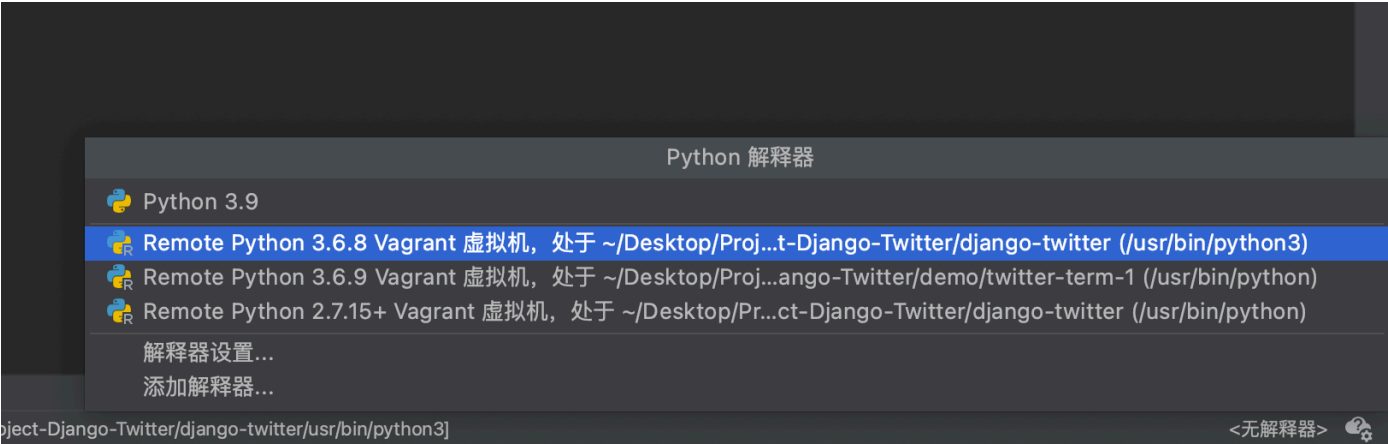 Python 解释器
Python 3.9
Remote Python 3.6.8 Vagrant 虚拟机，处于 ~/Desktop/Proj...t-Django-Twitter/django-twitter (/usr/bin/python3)
Remote Python 3.6.9 Vagrant 虚拟机，处于 ~/Desktop/Proj...ango-Twitter/demo/twitter-term-1 (/usr/bin/python)
Remote Python 2.7.15+ Vagrant 虚拟机，处于 ~/Desktop/Pr...ct-Django-Twitter/django-twitter (/usr/bin/python)
解释器设置...
添加解释器...
oject-Django-Twitter/django-twitter/usr/bin/python3] <无解释器>